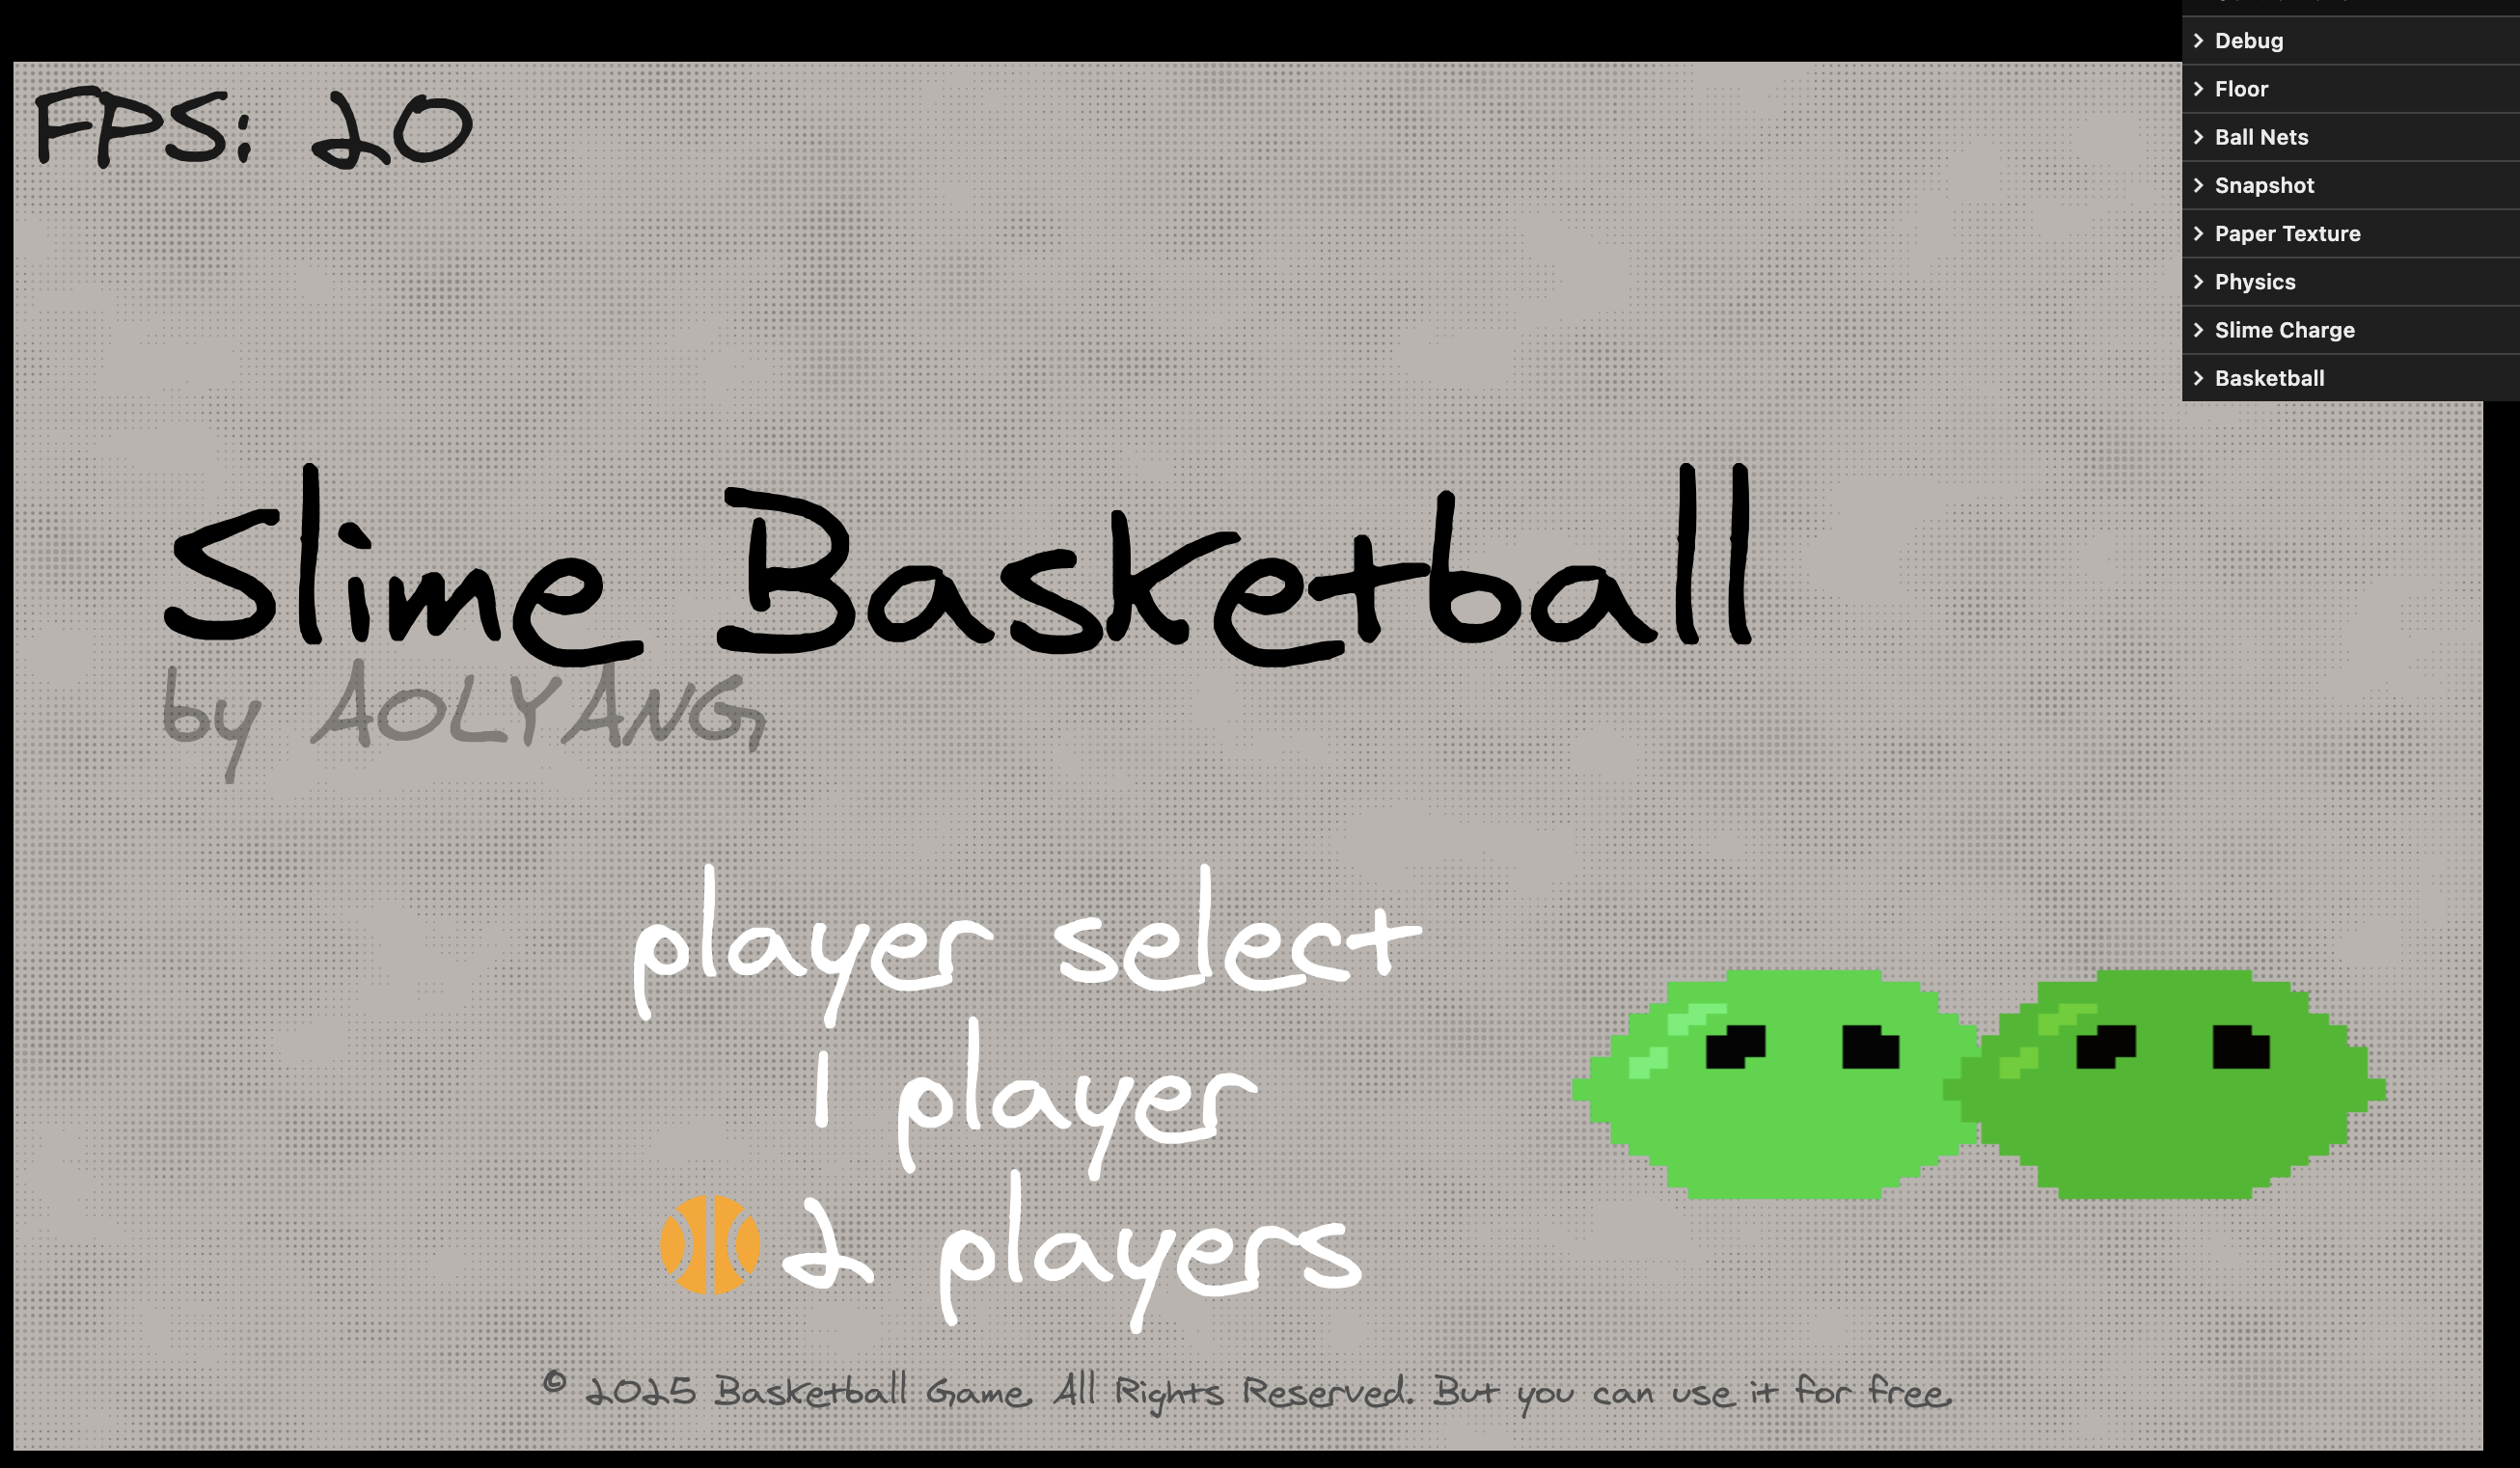 FPS: 20
Debug
Floor
Ball Nets
Snapshot
Paper Texture
Physics
Slime Charge
Basketball
Slime Basketball
by AOLYANG
player select
1 player
2 players
© 2025 Basketball Game. All Rights Reserved. But you can use it for free.